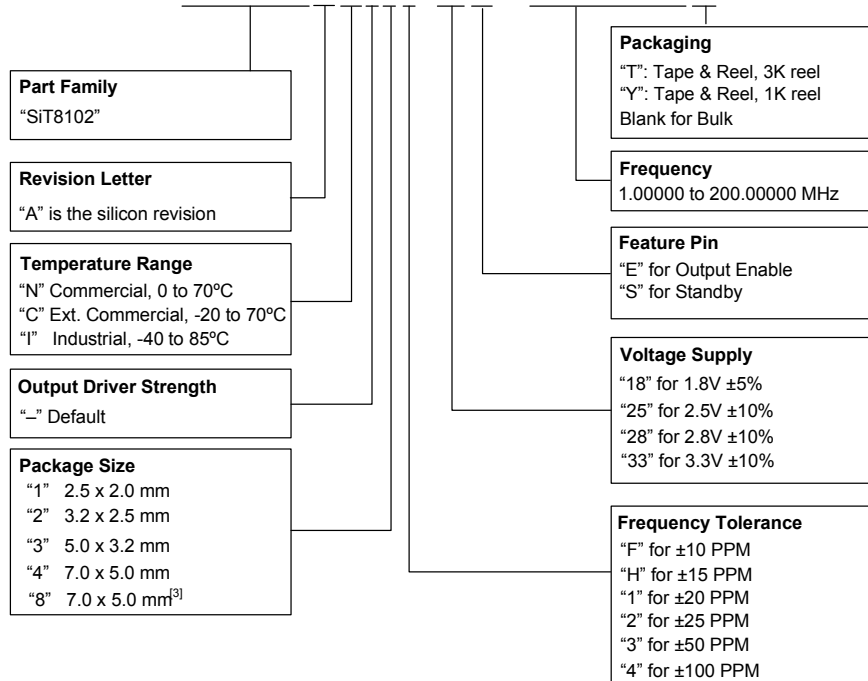 Part Family
“SiT8102”
Revision Letter
“A” is the silicon revision
Temperature Range
“N” Commercial, 0 to 70ºC
“C” Ext. Commercial, -20 to 70ºC
“I” Industrial, -40 to 85ºC
Output Driver Strength
“–” Default
Package Size
“1” 2.5 x 2.0 mm
“2” 3.2 x 2.5 mm
“3” 5.0 x 3.2 mm
“4” 7.0 x 5.0 mm
“8” 7.0 x 5.0 mm[3]
Packaging
“T”: Tape & Reel, 3K reel
“Y”: Tape & Reel, 1K reel
Blank for Bulk
Frequency
1.00000 to 200.00000 MHz
Feature Pin
“E” for Output Enable
“S” for Standby
Voltage Supply
“18” for 1.8V ±5%
“25” for 2.5V ±10%
“28” for 2.8V ±10%
“33” for 3.3V ±10%
Frequency Tolerance
“F” for ±10 PPM
“H” for ±15 PPM
“1” for ±20 PPM
“2” for ±25 PPM
“3” for ±50 PPM
“4” for ±100 PPM